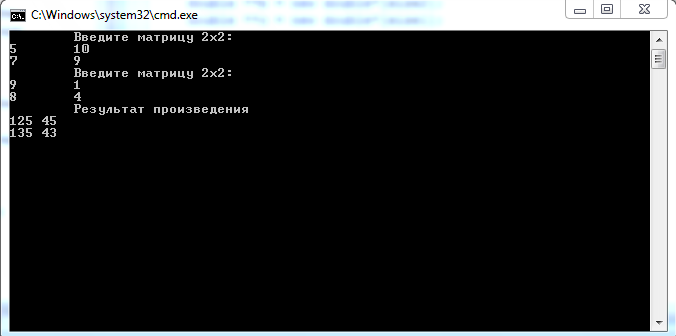 C:\Windows\system32\cmd.exe
Введите матрицу 2x2:
5 10
7 9
Введите матрицу 2x2:
9 1
8 4
Результат произведения
125 45
135 43